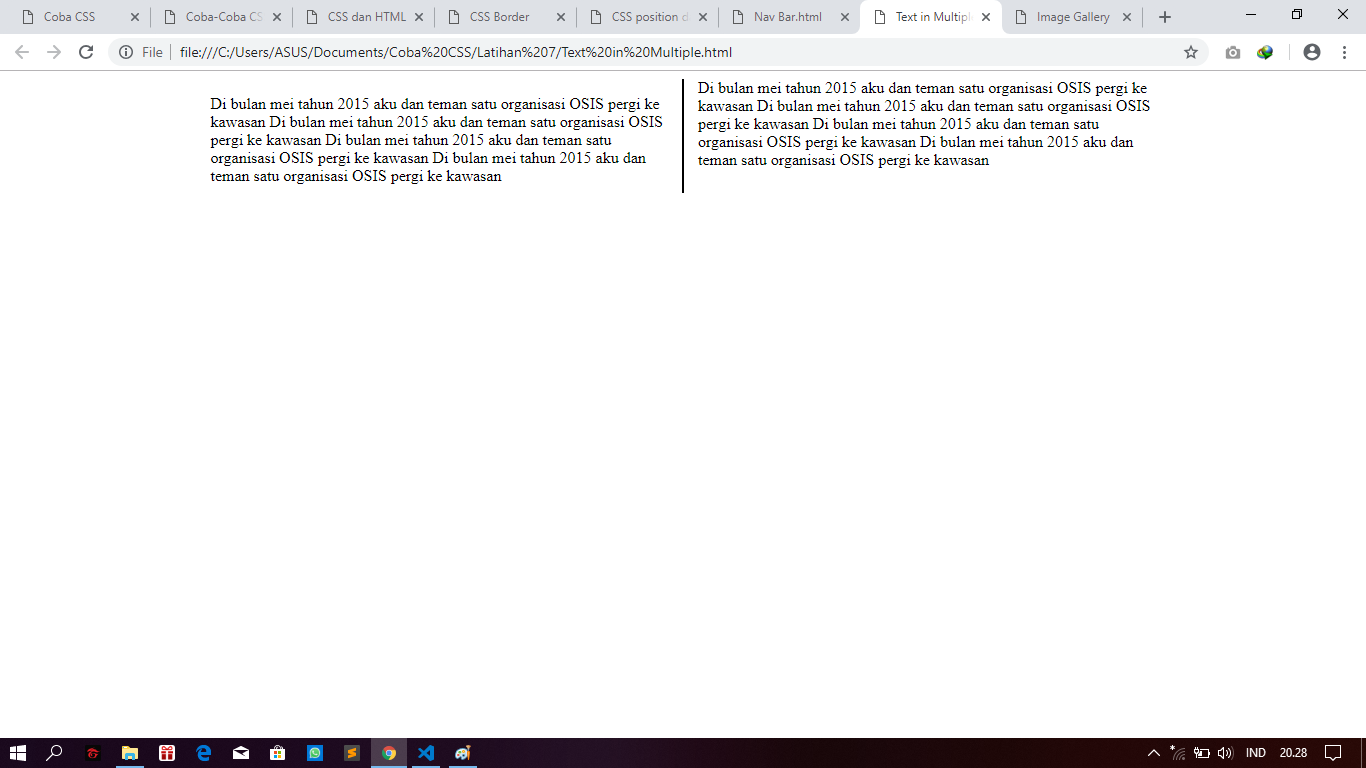 Coba CSS
Coba-Coba CS
CSS dan HTML
CSS Border
CSS position d
Nav Bar.html
Text in Multipl
Image Gallery
File
file:///C:/Users/ASUS/Documents/Coba%20CSS/Latihan%207/Text%20in%20Multiple.html
Di bulan mei tahun 2015 aku dan teman satu organisasi OSIS pergi ke
kawasan Di bulan mei tahun 2015 aku dan teman satu organisasi OSIS
pergi ke kawasan Di bulan mei tahun 2015 aku dan teman satu
organisasi OSIS pergi ke kawasan Di bulan mei tahun 2015 aku dan
teman satu organisasi OSIS pergi ke kawasan
Di bulan mei tahun 2015 aku dan teman satu organisasi OSIS pergi ke
kawasan Di bulan mei tahun 2015 aku dan teman satu organisasi OSIS
pergi ke kawasan Di bulan mei tahun 2015 aku dan teman satu
organisasi OSIS pergi ke kawasan Di bulan mei tahun 2015 aku dan
teman satu organisasi OSIS pergi ke kawasan
IND
20.28